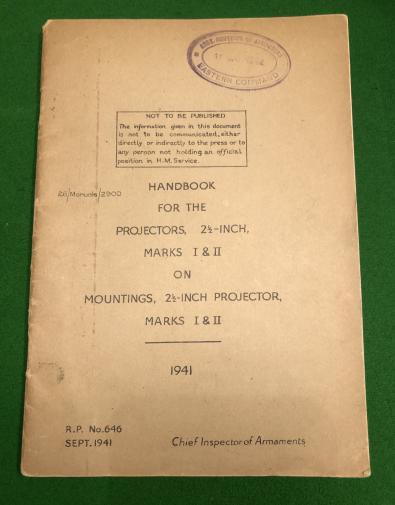 EASTERN COMMAND
NOT TO BE PUBLISHED
The information given in this document
is not to be communicated, either
directly or indirectly to the press or to
any person not holding an official
position in H.M. Service.
26/Manuals/2900
HANDBOOK
FOR THE
PROJECTORS, 2½-INCH,
MARKS I & II
ON
MOUNTINGS, 2½-INCH PROJECTOR,
MARKS I & II
1941
R.P. No.646
SEPT. 1941
Chief Inspector of Armaments